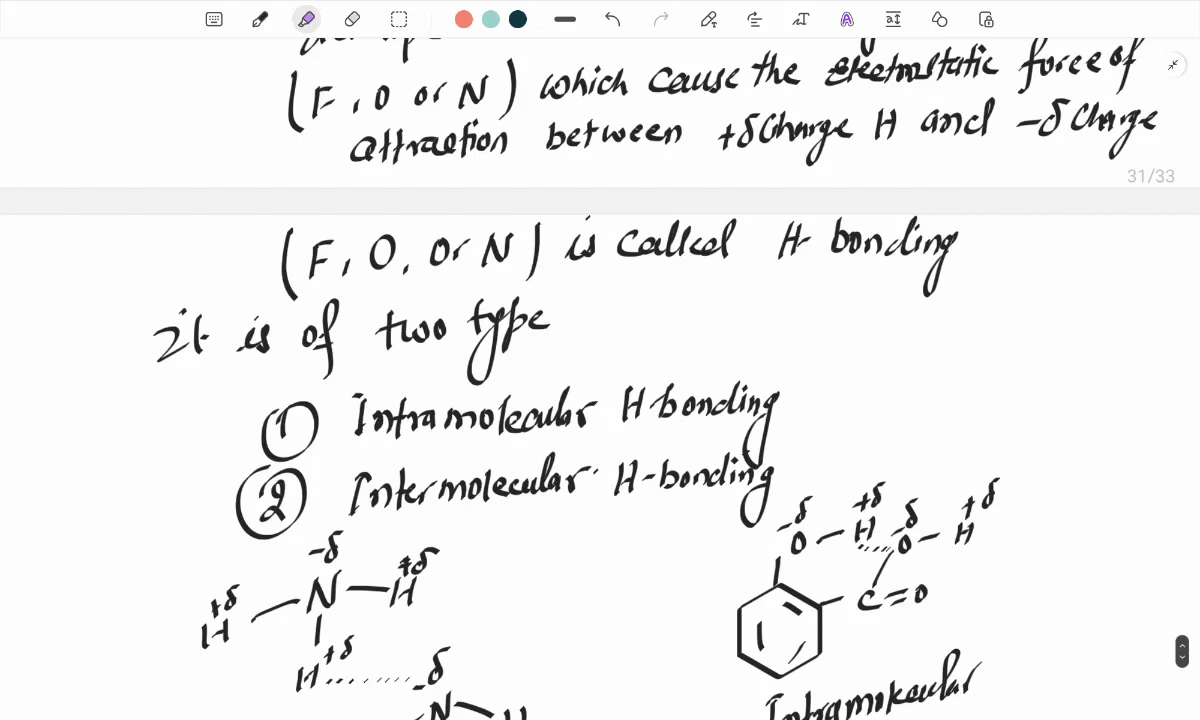 (F, O or N) which cause the electrostatic force of
attraction between +δ Charge H and -δ Charge
31/33
(F, O, Or N) is called H- bonding
It is of two type
① Intramolecular H-bonding
② Intermolecular H-bonding
-δ +δ -δ +δ
O — H ..... O — H
-δ
+δ N — H +δ
H
C = O
H +δ ........ -δ
N — H
Intramolecular